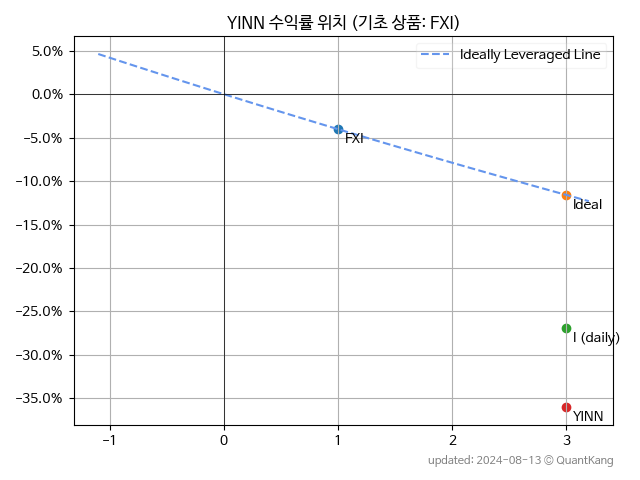 YINN 수익률 위치 (기초 상품: FXI)
Ideally Leveraged Line
5.0%
0.0%
−5.0%
−10.0%
−15.0%
−20.0%
−25.0%
−30.0%
−35.0%
FXI
Ideal
I (daily)
YINN
−1
0
1
2
3
updated: 2024-08-13 © QuantKang